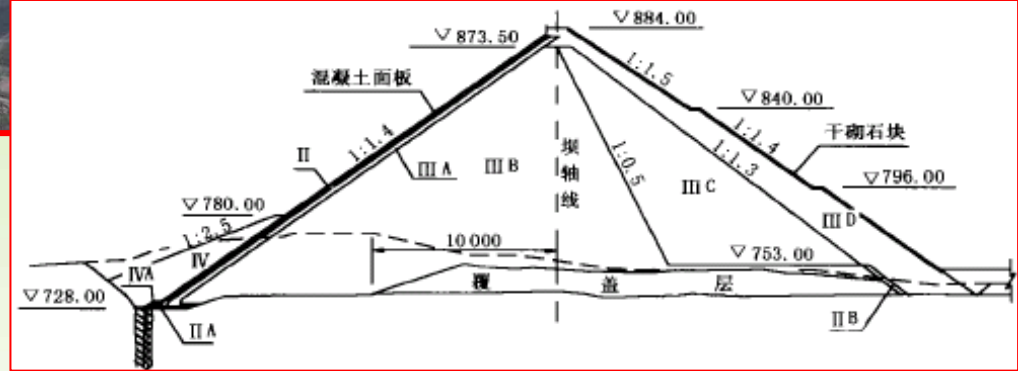 ▽884.00
▽873.50
混凝土面板
1:1.5
▽840.00
1:1.4
1:1.4
干砌石块
II
IIIA
IIIB
坝轴线
1:0.5
IIIC
1:1.3
▽796.00
▽780.00
IIID
1:2.5
IV
10000
▽753.00
IVA
覆盖层
▽728.00
IIA
IIB